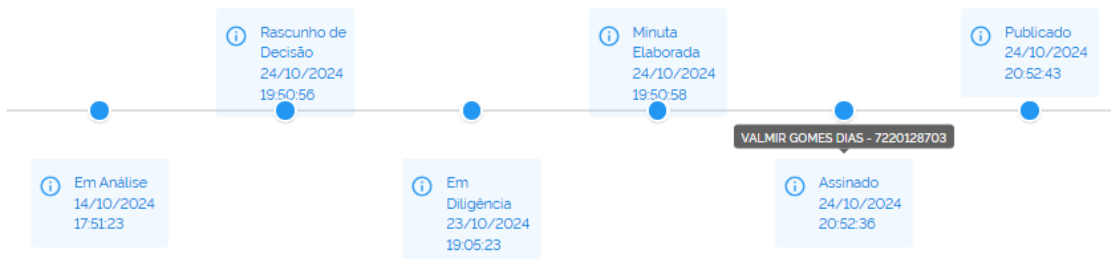 Rascunho de
Decisão
24/10/2024
19:50:56
Minuta
Elaborada
24/10/2024
19:50:58
Publicado
24/10/2024
20:52:43
VALMIR GOMES DIAS - 7220128703
Em Análise
14/10/2024
17:51:23
Em
Diligência
23/10/2024
19:05:23
Assinado
24/10/2024
20:52:36